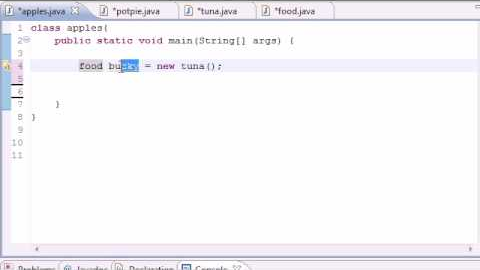 *apples.java *potpie.java *tuna.java *food.java
1 class apples{
2 public static void main(String[] args) {
3
4 food bucky = new tuna();
5
6
7 }
8 }
9
10
11
Problems @ Javadoc Declaration Console